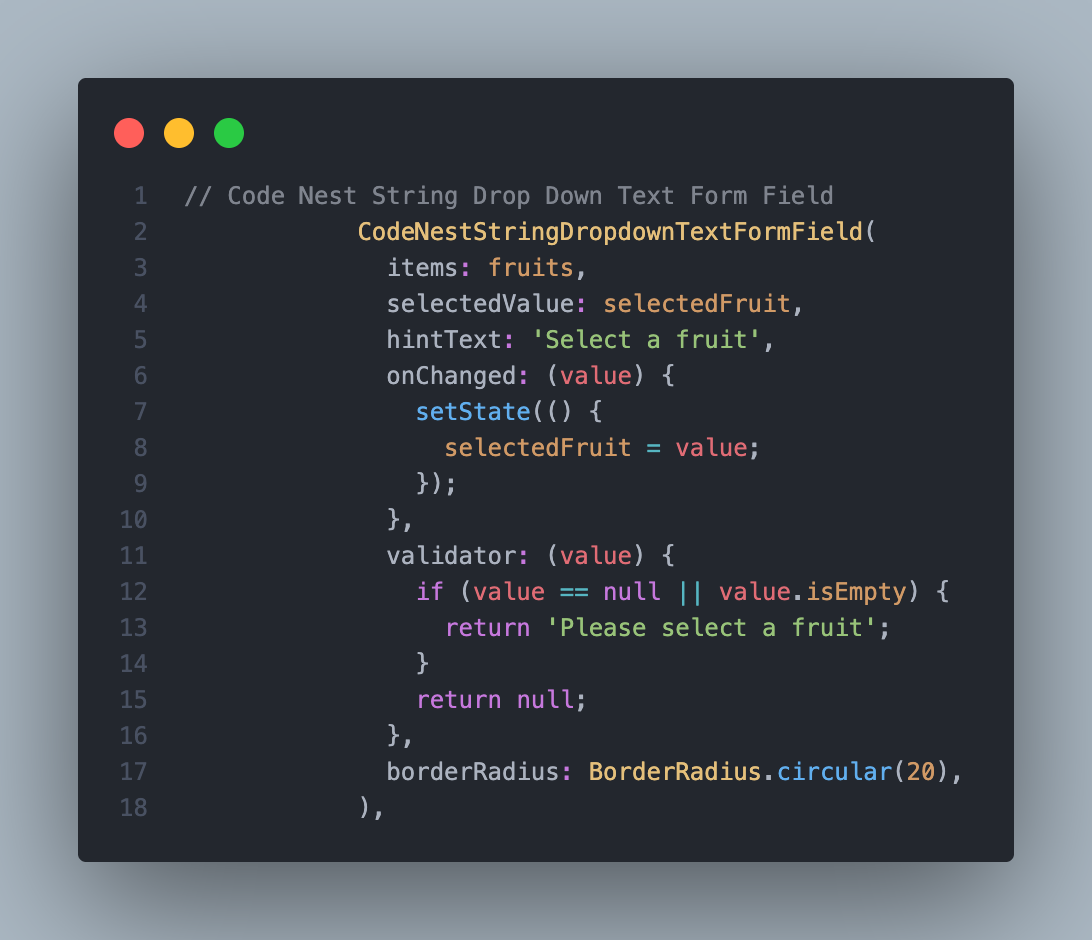 1 // Code Nest String Drop Down Text Form Field
2 CodeNestStringDropdownTextFormField(
3 items: fruits,
4 selectedValue: selectedFruit,
5 hintText: 'Select a fruit',
6 onChanged: (value) {
7 setState(() {
8 selectedFruit = value;
9 });
10 },
11 validator: (value) {
12 if (value == null || value.isEmpty) {
13 return 'Please select a fruit';
14 }
15 return null;
16 },
17 borderRadius: BorderRadius.circular(20),
18 ),